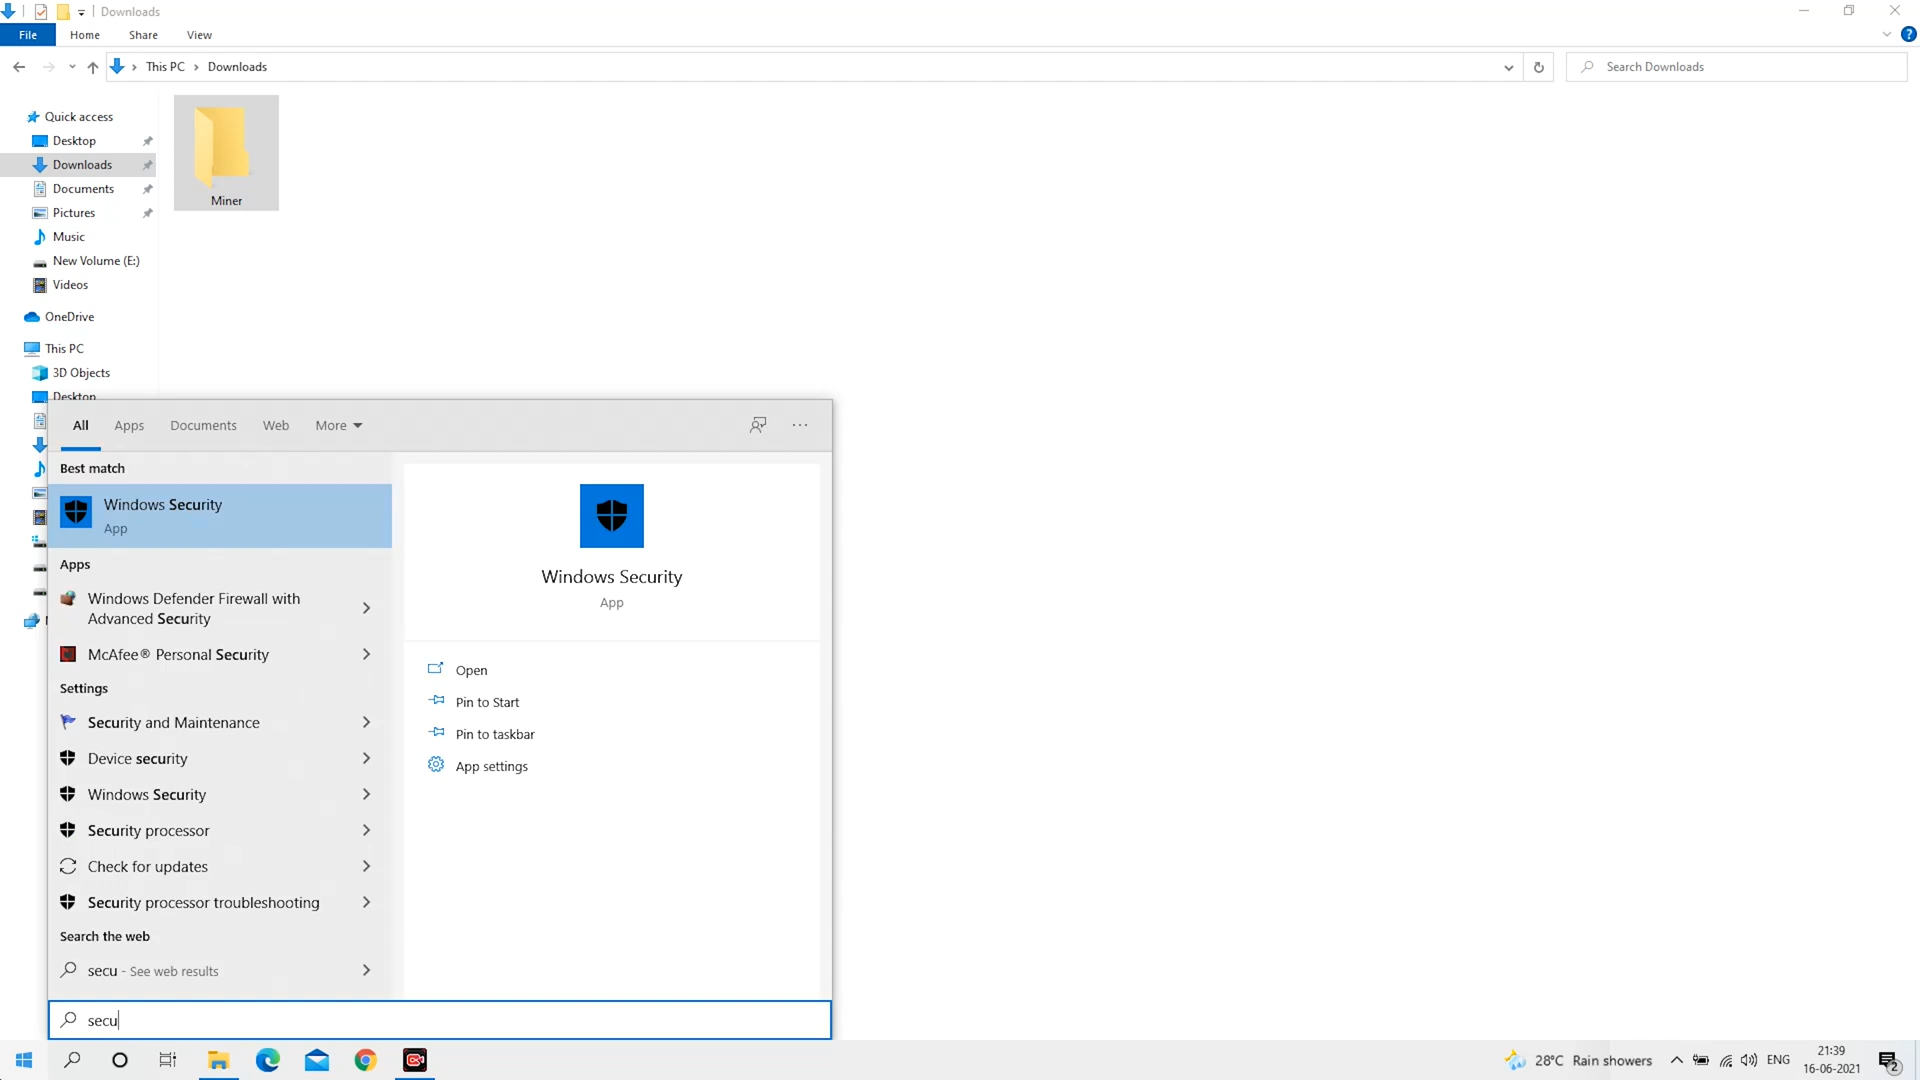 Downloads
File
Home
Share
View
?
This PC
Downloads
Search Downloads
Quick access
Desktop
Downloads
Documents
Pictures
Music
New Volume (E:)
Videos
OneDrive
This PC
3D Objects
Desktop
Miner
All
Apps
Documents
Web
More
Best match
Windows Security
App
Apps
Windows Defender Firewall with
Advanced Security
McAfee® Personal Security
Settings
Security and Maintenance
Device security
Windows Security
Security processor
Check for updates
Security processor troubleshooting
Search the web
secu - See web results
Windows Security
App
Open
Pin to Start
Pin to taskbar
App settings
secu
28°C Rain showers
ENG
21:39
16-06-2021
2